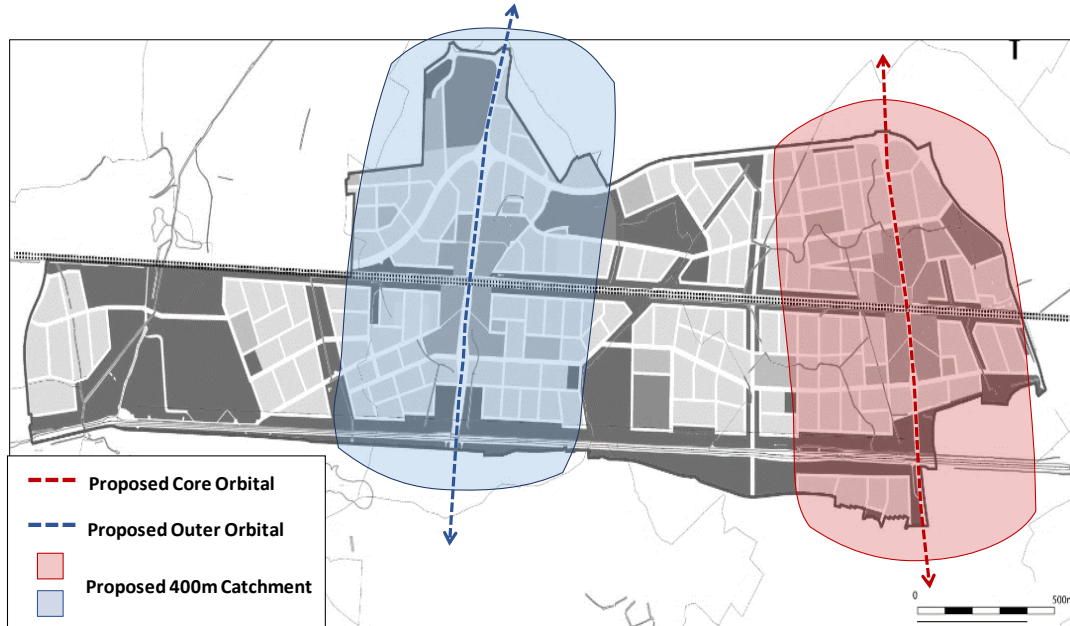 T
Proposed Core Orbital
Proposed Outer Orbital
Proposed 400m Catchment
0
500m